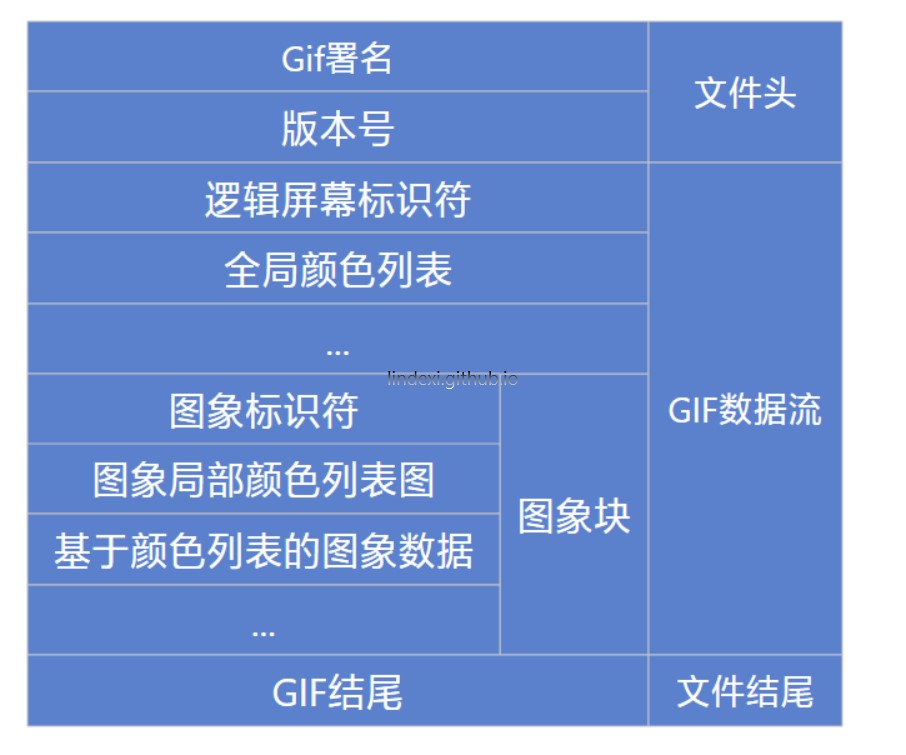 Gif署名
文件头
版本号
逻辑屏幕标识符
全局颜色列表
...
lindexi.github.io
图象标识符
GIF数据流
图象局部颜色列表图
图象块
基于颜色列表的图象数据
...
GIF结尾
文件结尾